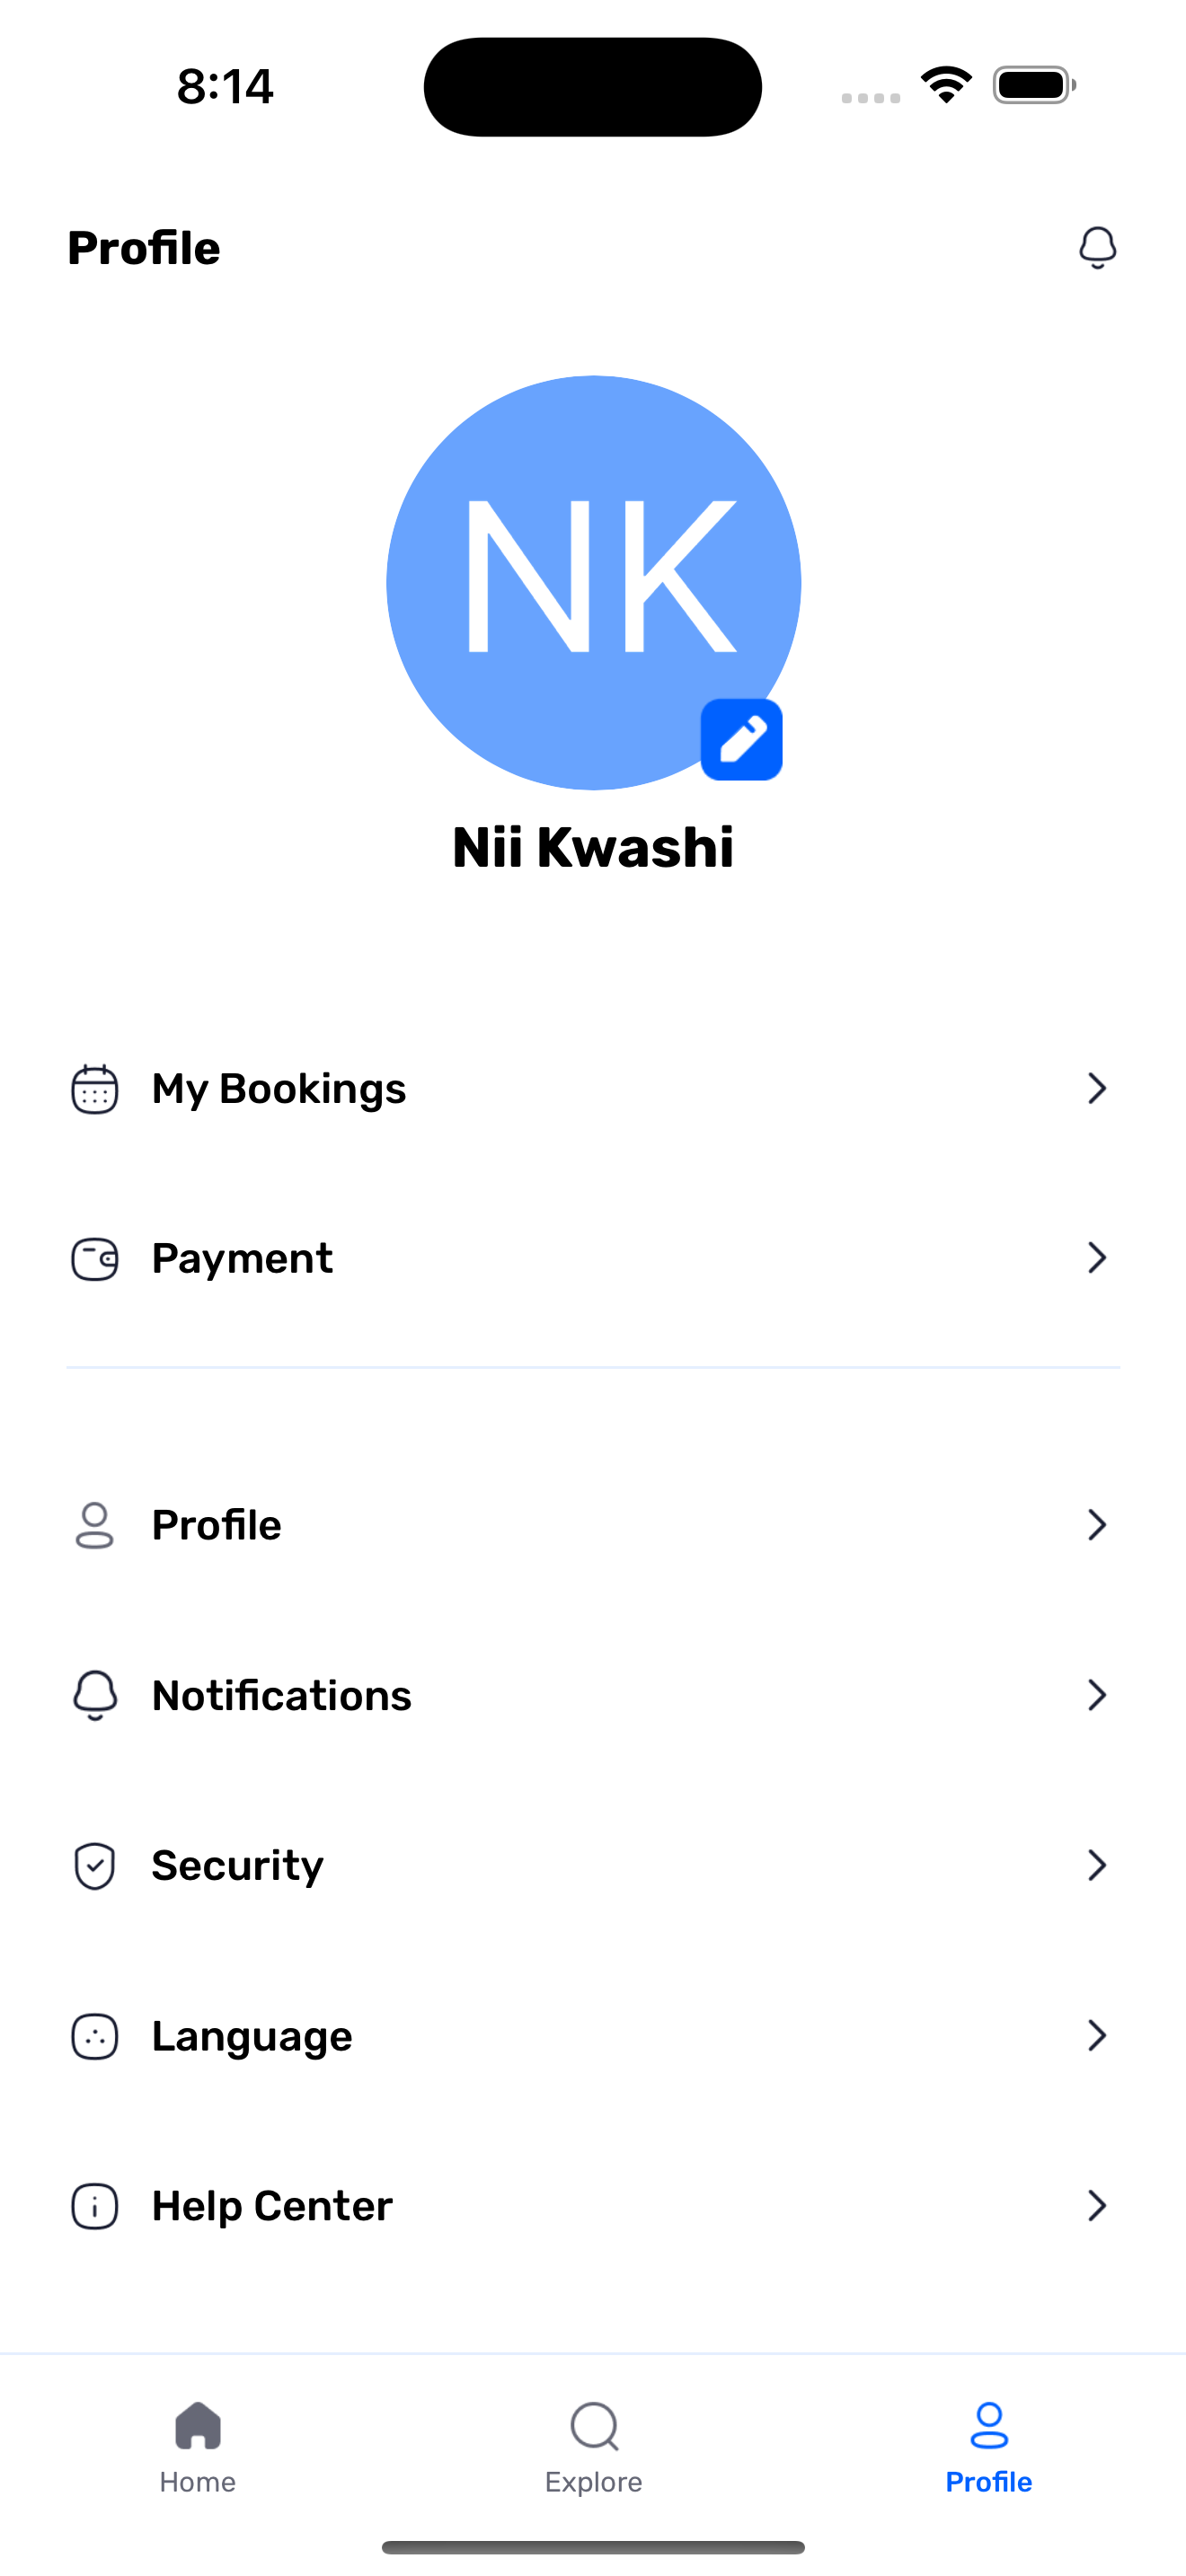 8:14
Profile
NK
Nii Kwashi
My Bookings
Payment
Profile
Notifications
Security
Language
Help Center
Home
Explore
Profile